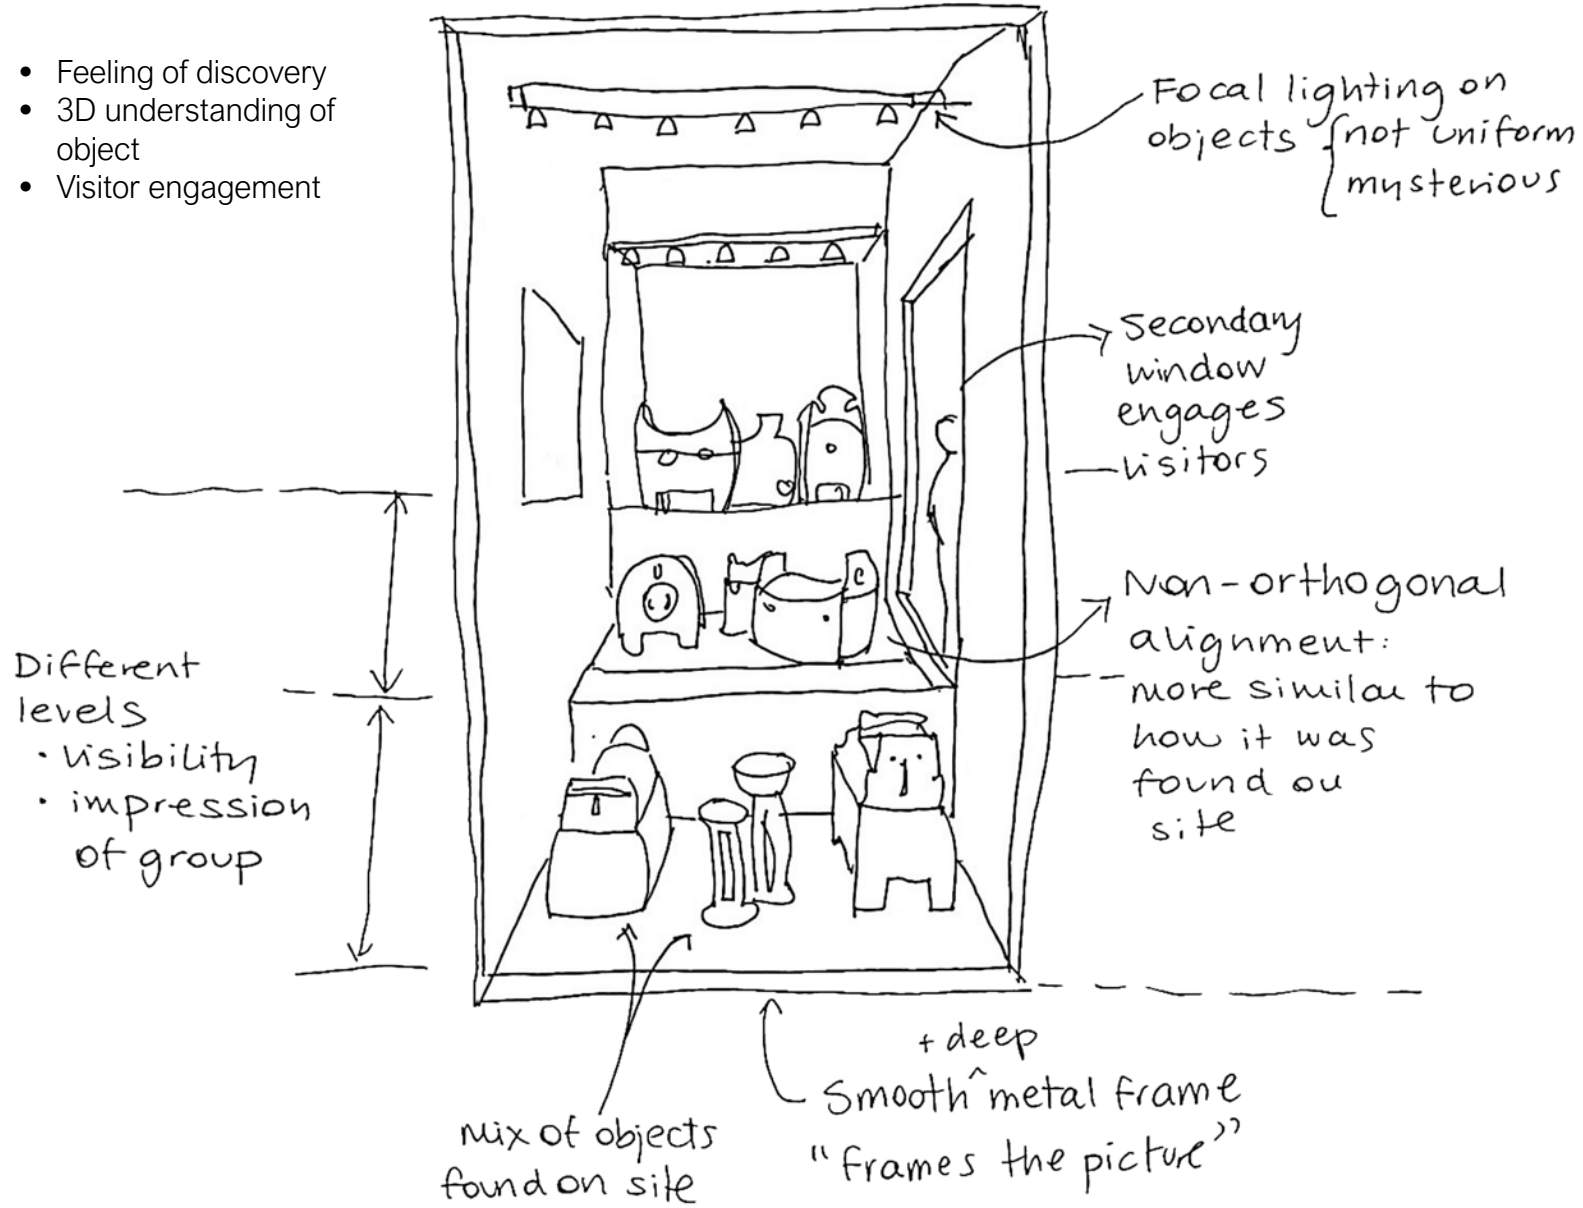 • Feeling of discovery
• 3D understanding of
object
• Visitor engagement
Focal lighting on
objects { not uniform
mysterious
Secondary
window
engages
visitors
Non-orthogonal
alignment:
more similar to
how it was
found on
site
Different
levels
• visibility
• impression
of group
Mix of objects
found on site
+ deep
Smooth ^ metal frame
"frames the picture"